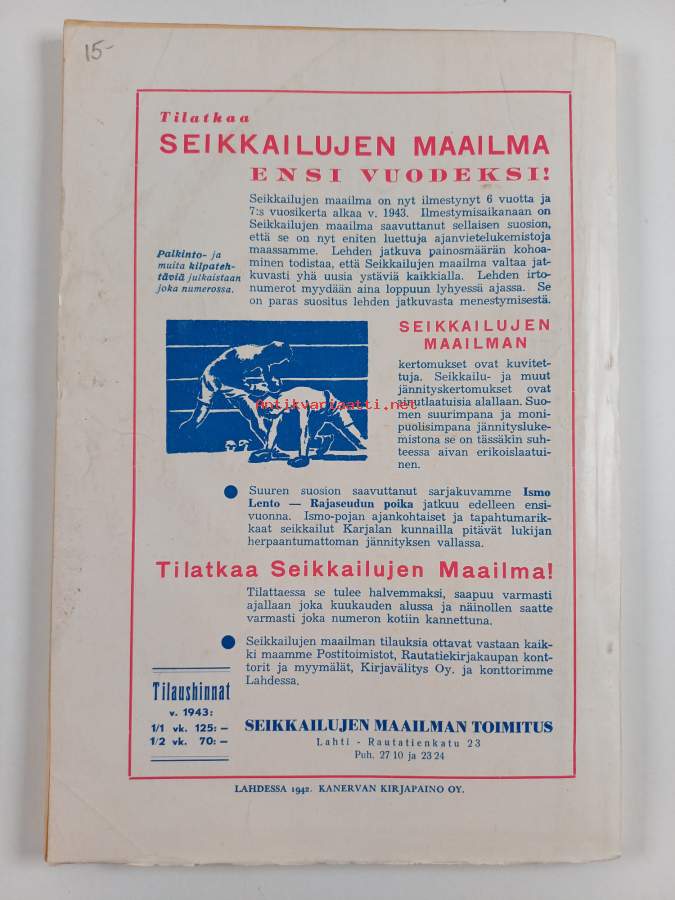 15-
Tilatkaa
SEIKKAILUJEN MAAILMA
ENSI VUODEKSI!
Seikkailujen maailma on nyt ilmestynyt 6 vuotta ja
7:s vuosikerta alkaa v. 1943. Ilmestymisaikanaan on
Seikkailujen maailma saavuttanut sellaisen suosion,
että se on nyt eniten luettuja ajanvietelukemistoja
maassamme. Lehden jatkuva painosmäärän kohoa-
minen todistaa, että Seikkailujen maailma valtaa jat-
kuvasti yhä uusia ystäviä kaikkialla. Lehden irto-
numerot myydään aina loppuun lyhyessä ajassa. Se
on paras suositus lehden jatkuvasta menestymisestä.
Palkinto- ja
muita kilpateh-
täviä julkaistaan
joka numerossa.
SEIKKAILUJEN
MAAILMAN
kertomukset ovat kuvitet-
tuja. Seikkailu- ja muut
jännityskertomukset ovat
ainutlaatuisia alallaan. Suo-
men suurimpana ja moni-
puolisimpana jännitysluke-
mistona se on tässäkin suh-
teessa aivan erikoislaatui-
nen.
antikvariaatti.net
Suuren suosion saavuttanut sarjakuvamme Ismo
Lento — Rajaseudun poika jatkuu edelleen ensi-
vuonna. Ismo-pojan ajankohtaiset ja tapahtumarik-
kaat seikkailut Karjalan kunnailla pitävät lukijan
herpaantumattoman jännityksen vallassa.
Tilatkaa Seikkailujen Maailma!
Tilattaessa se tulee halvemmaksi, saapuu varmasti
ajallaan joka kuukauden alussa ja näinollen saatte
varmasti joka numeron kotiin kannettuna.
Seikkailujen maailman tilauksia ottavat vastaan kaik-
ki maamme Postitoimistot, Rautatiekirjakaupan kont-
torit ja myymälät, Kirjavälitys Oy. ja konttorimme
Lahdessa.
Tilaushinnat
v. 1943:
1/1 vk. 125: —
1/2 vk. 70: —
SEIKKAILUJEN MAAILMAN TOIMITUS
Lahti - Rautatienkatu 23
Puh. 27 10 ja 23 24
LAHDESSA 1942. KANERVAN KIRJAPAINO OY.